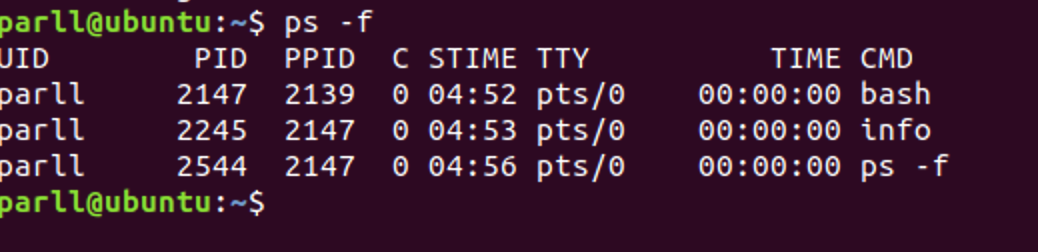 parll@ubuntu:~$ ps -f
UID PID PPID C STIME TTY TIME CMD
parll 2147 2139 0 04:52 pts/0 00:00:00 bash
parll 2245 2147 0 04:53 pts/0 00:00:00 info
parll 2544 2147 0 04:56 pts/0 00:00:00 ps -f
parll@ubuntu:~$